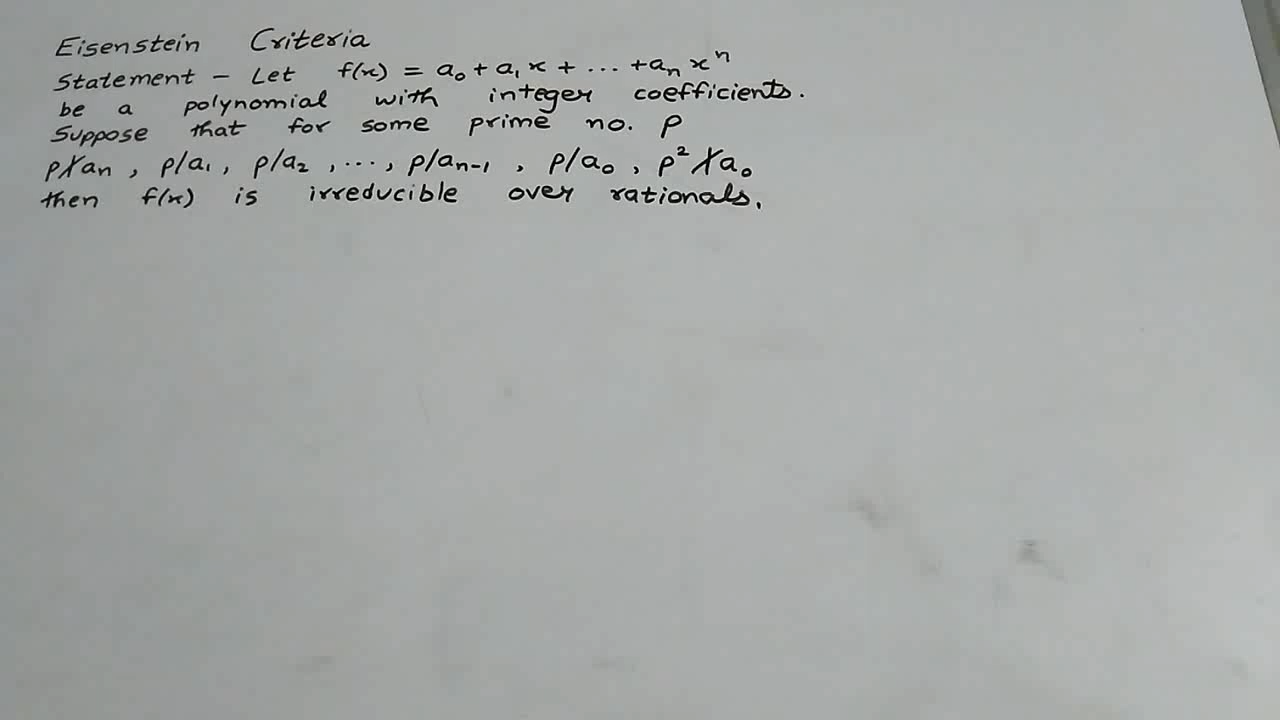 Eisenstein Criteria
Statement - Let f(x) = a₀ + a₁x + ... + aₙxⁿ
be a polynomial with integer coefficients.
Suppose that for some prime no. p
p∤aₙ, p/a₁, p/a₂, ..., p/aₙ₋₁, p/a₀, p²∤a₀
then f(x) is irreducible over rationals.